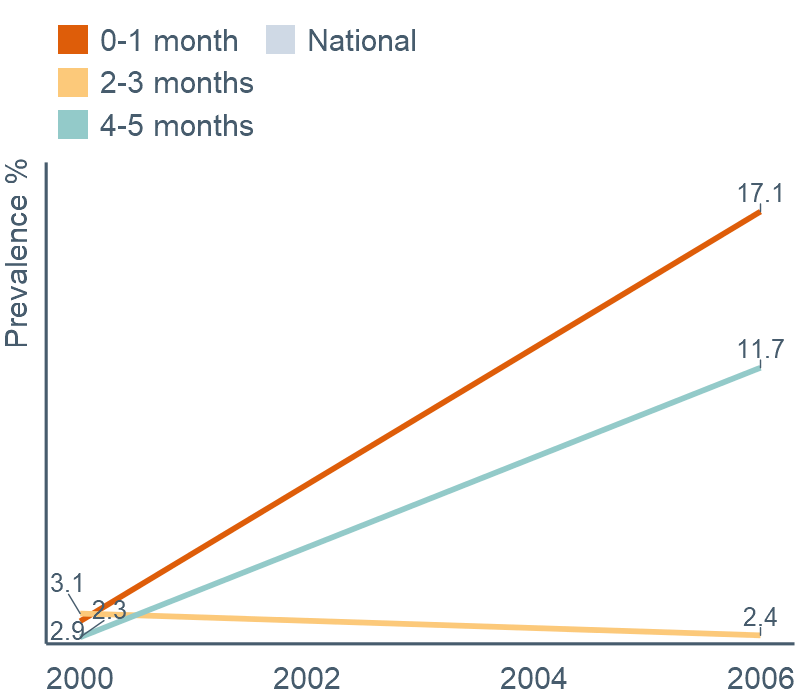 0-1 month
National
2-3 months
4-5 months
Prevalence %
17.1
11.7
3.1
2.3
2.9
2.4
2000
2002
2004
2006